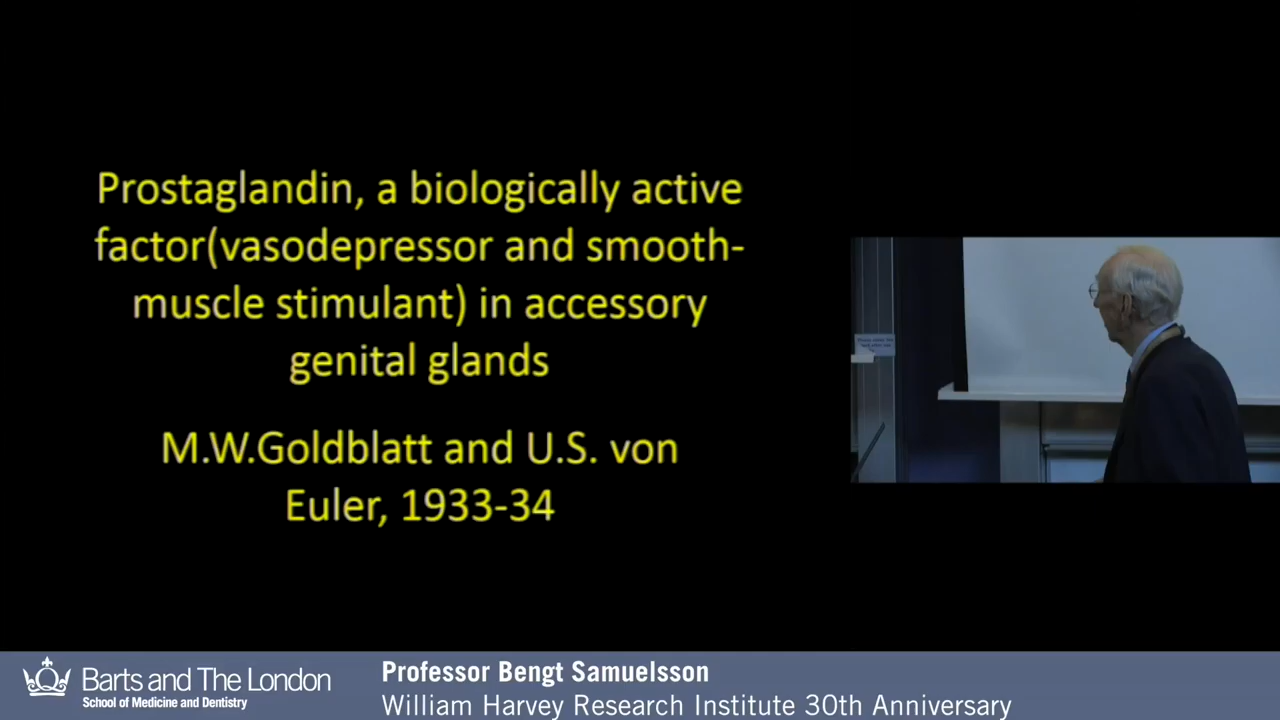 Prostaglandin, a biologically active
factor(vasodepressor and smooth-
muscle stimulant) in accessory
genital glands
M.W.Goldblatt and U.S. von
Euler, 1933-34
Barts and The London
School of Medicine and Dentistry
Professor Bengt Samuelsson
William Harvey Research Institute 30th Anniversary